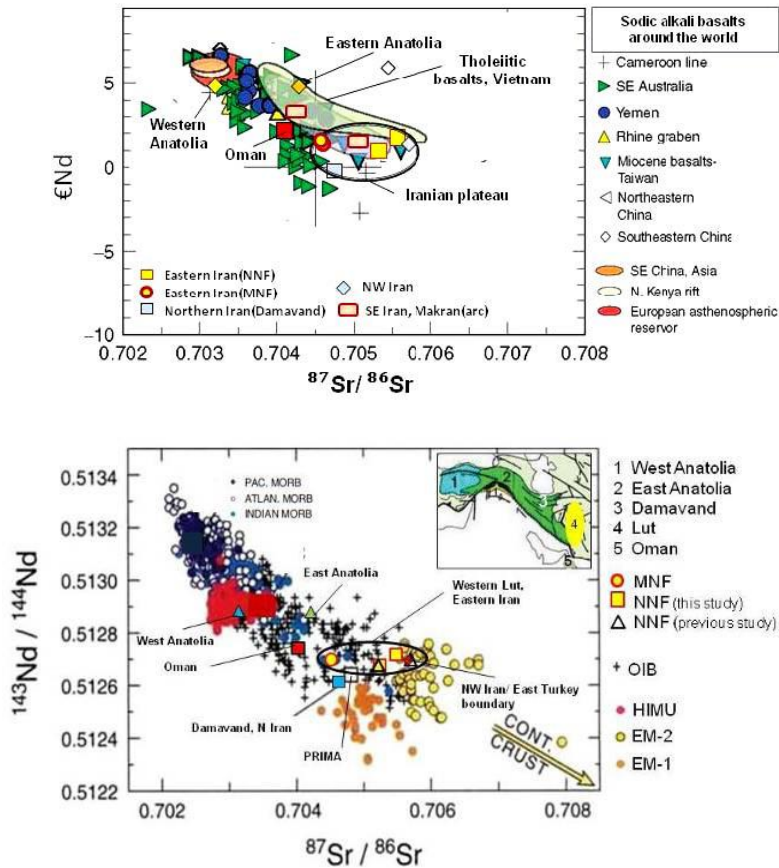 Sodic alkali basalts
around the world
Eastern Anatolia
Tholeiitic
basalts, Vietnam
Western
Anatolia
Oman
Iranian plateau
€Nd
5
0
−5
−10
Eastern Iran(NNF)
Eastern Iran(MNF)
Northern Iran(Damavand)
NW Iran
SE Iran, Makran(arc)
0.702
0.703
0.704
0.705
0.706
0.707
0.708
87Sr/ 86Sr
Cameroon line
SE Australia
Yemen
Rhine graben
Miocene basalts-
Taiwan
Northeastern
China
Southeastern China
SE China, Asia
N. Kenya rift
European asthenospheric
reservor
143Nd / 144Nd
0.5134
0.5132
0.5130
0.5128
0.5126
0.5124
0.5122
PAC. MORB
ATLAN. MORB
INDIAN MORB
East Anatolia
West Anatolia
Oman
Western Lut,
Eastern Iran
Damavand, N Iran
PRIMA
NW Iran/ East Turkey
boundary
CONT.
CRUST
1
2
3
4
5
0.702
0.704
0.706
0.708
87Sr / 86Sr
1 West Anatolia
2 East Anatolia
3 Damavand
4 Lut
5 Oman
MNF
NNF (this study)
NNF (previous study)
OIB
HIMU
EM-2
EM-1